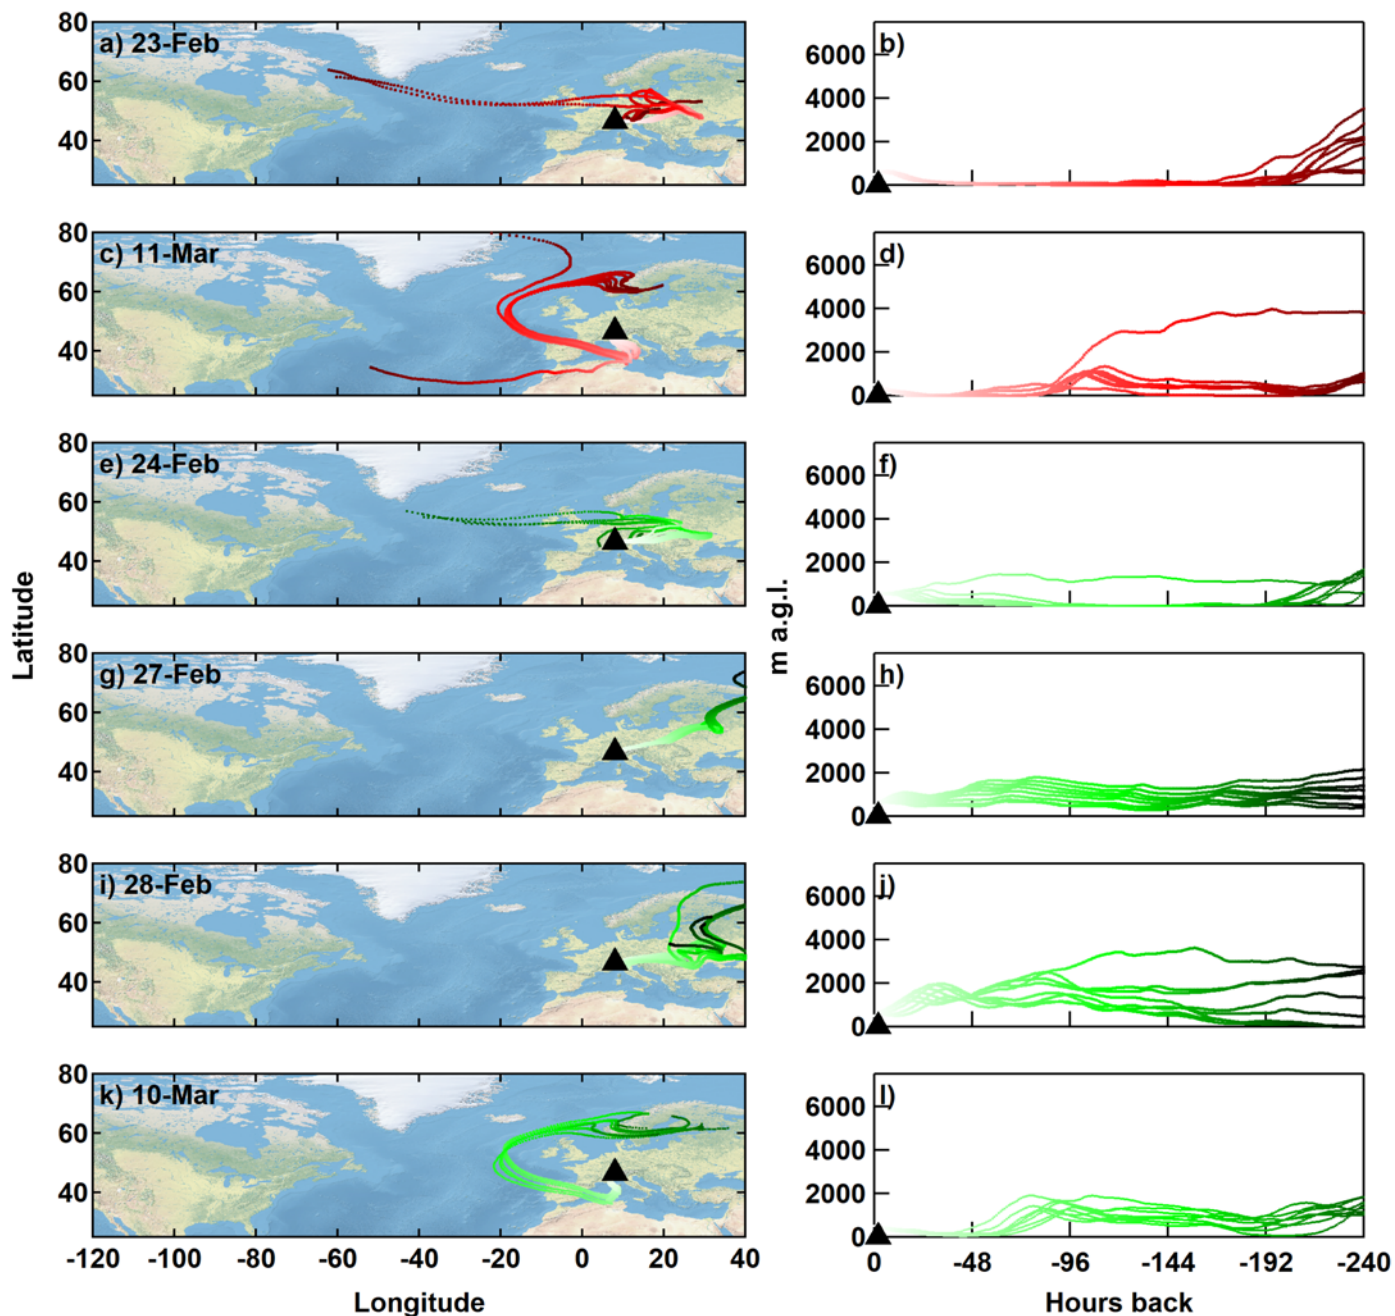 80
60
40
a) 23-Feb
6000
4000
2000
0
b)
80
60
40
c) 11-Mar
6000
4000
2000
0
d)
80
60
40
e) 24-Feb
6000
4000
2000
0
f)
80
60
40
g) 27-Feb
6000
4000
2000
0
h)
80
60
40
i) 28-Feb
6000
4000
2000
0
j)
80
60
40
k) 10-Mar
6000
4000
2000
0
l)
Latitude
m a.g.l.
-120 -100 -80 -60 -40 -20 0 20 40
0 -48 -96 -144 -192 -240
Longitude
Hours back